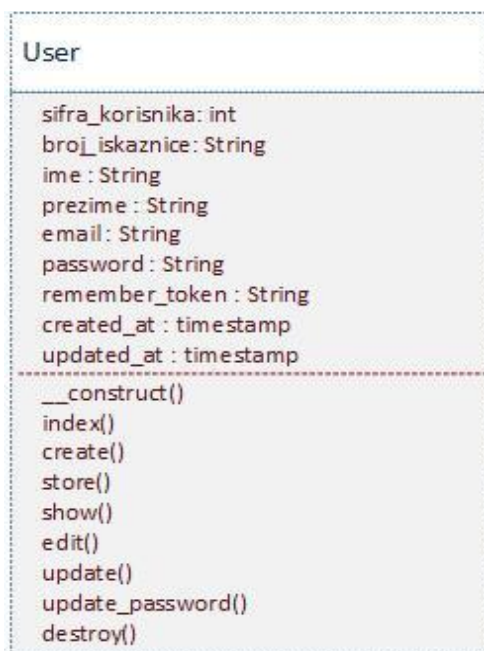 User
sifra_korisnika: int
broj_iskaznice: String
ime : String
prezime : String
email : String
password : String
remember_token : String
created_at : timestamp
updated_at : timestamp
__construct()
index()
create()
store()
show()
edit()
update()
update_password()
destroy()